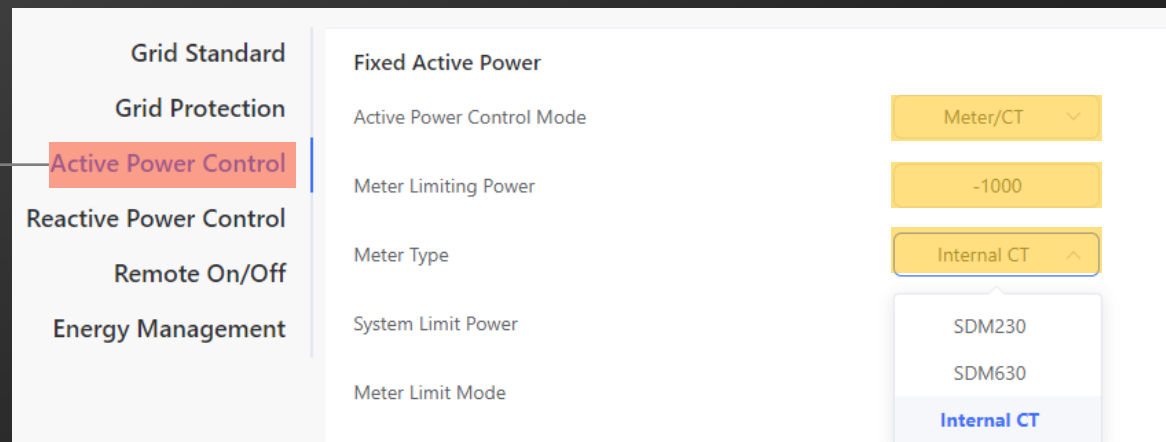 Grid Standard
Grid Protection
Active Power Control
Reactive Power Control
Remote On/Off
Energy Management
Fixed Active Power
Active Power Control Mode
Meter/CT
Meter Limiting Power
-1000
Meter Type
Internal CT
System Limit Power
SDM230
SDM630
Meter Limit Mode
Internal CT